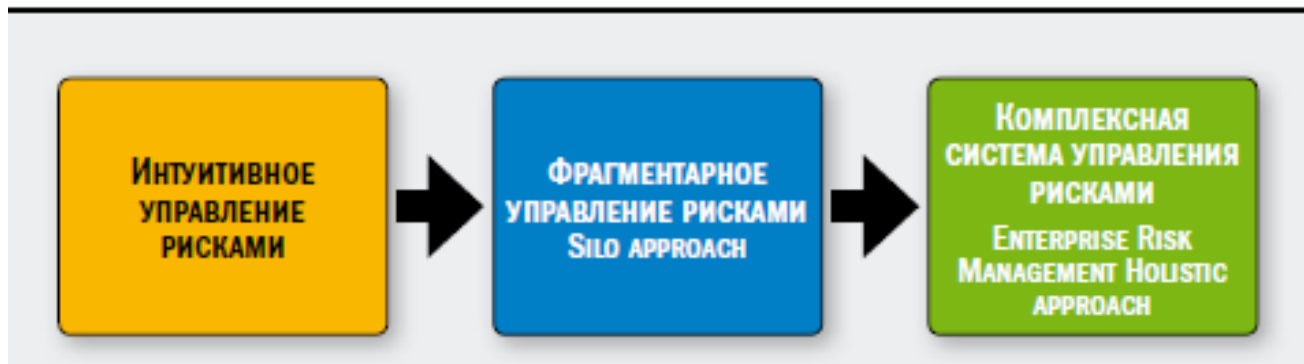 Интуитивное
управление
рисками
Фрагментарное
управление рисками
Silo approach
Комплексная
система управления
рисками
Enterprise Risk
Management Holistic
approach